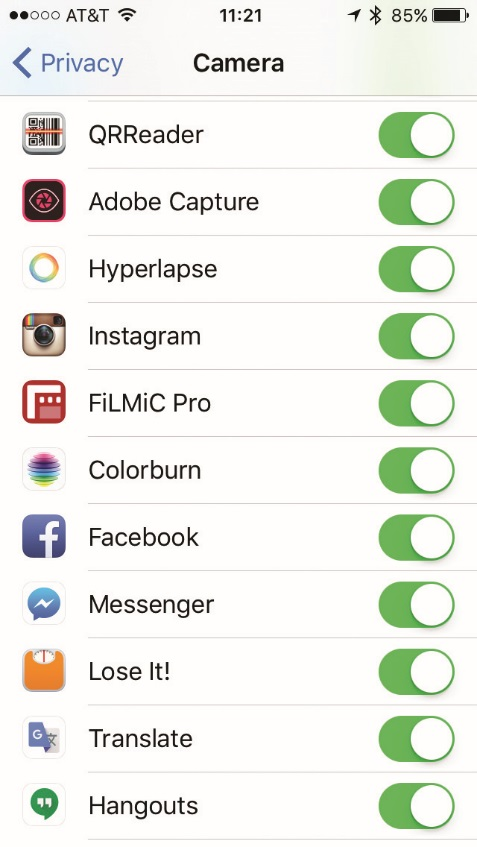 AT&T 11:21 85%
Privacy Camera
QRReader
Adobe Capture
Hyperlapse
Instagram
FiLMiC Pro
Colorburn
Facebook
Messenger
Lose It!
Translate
Hangouts